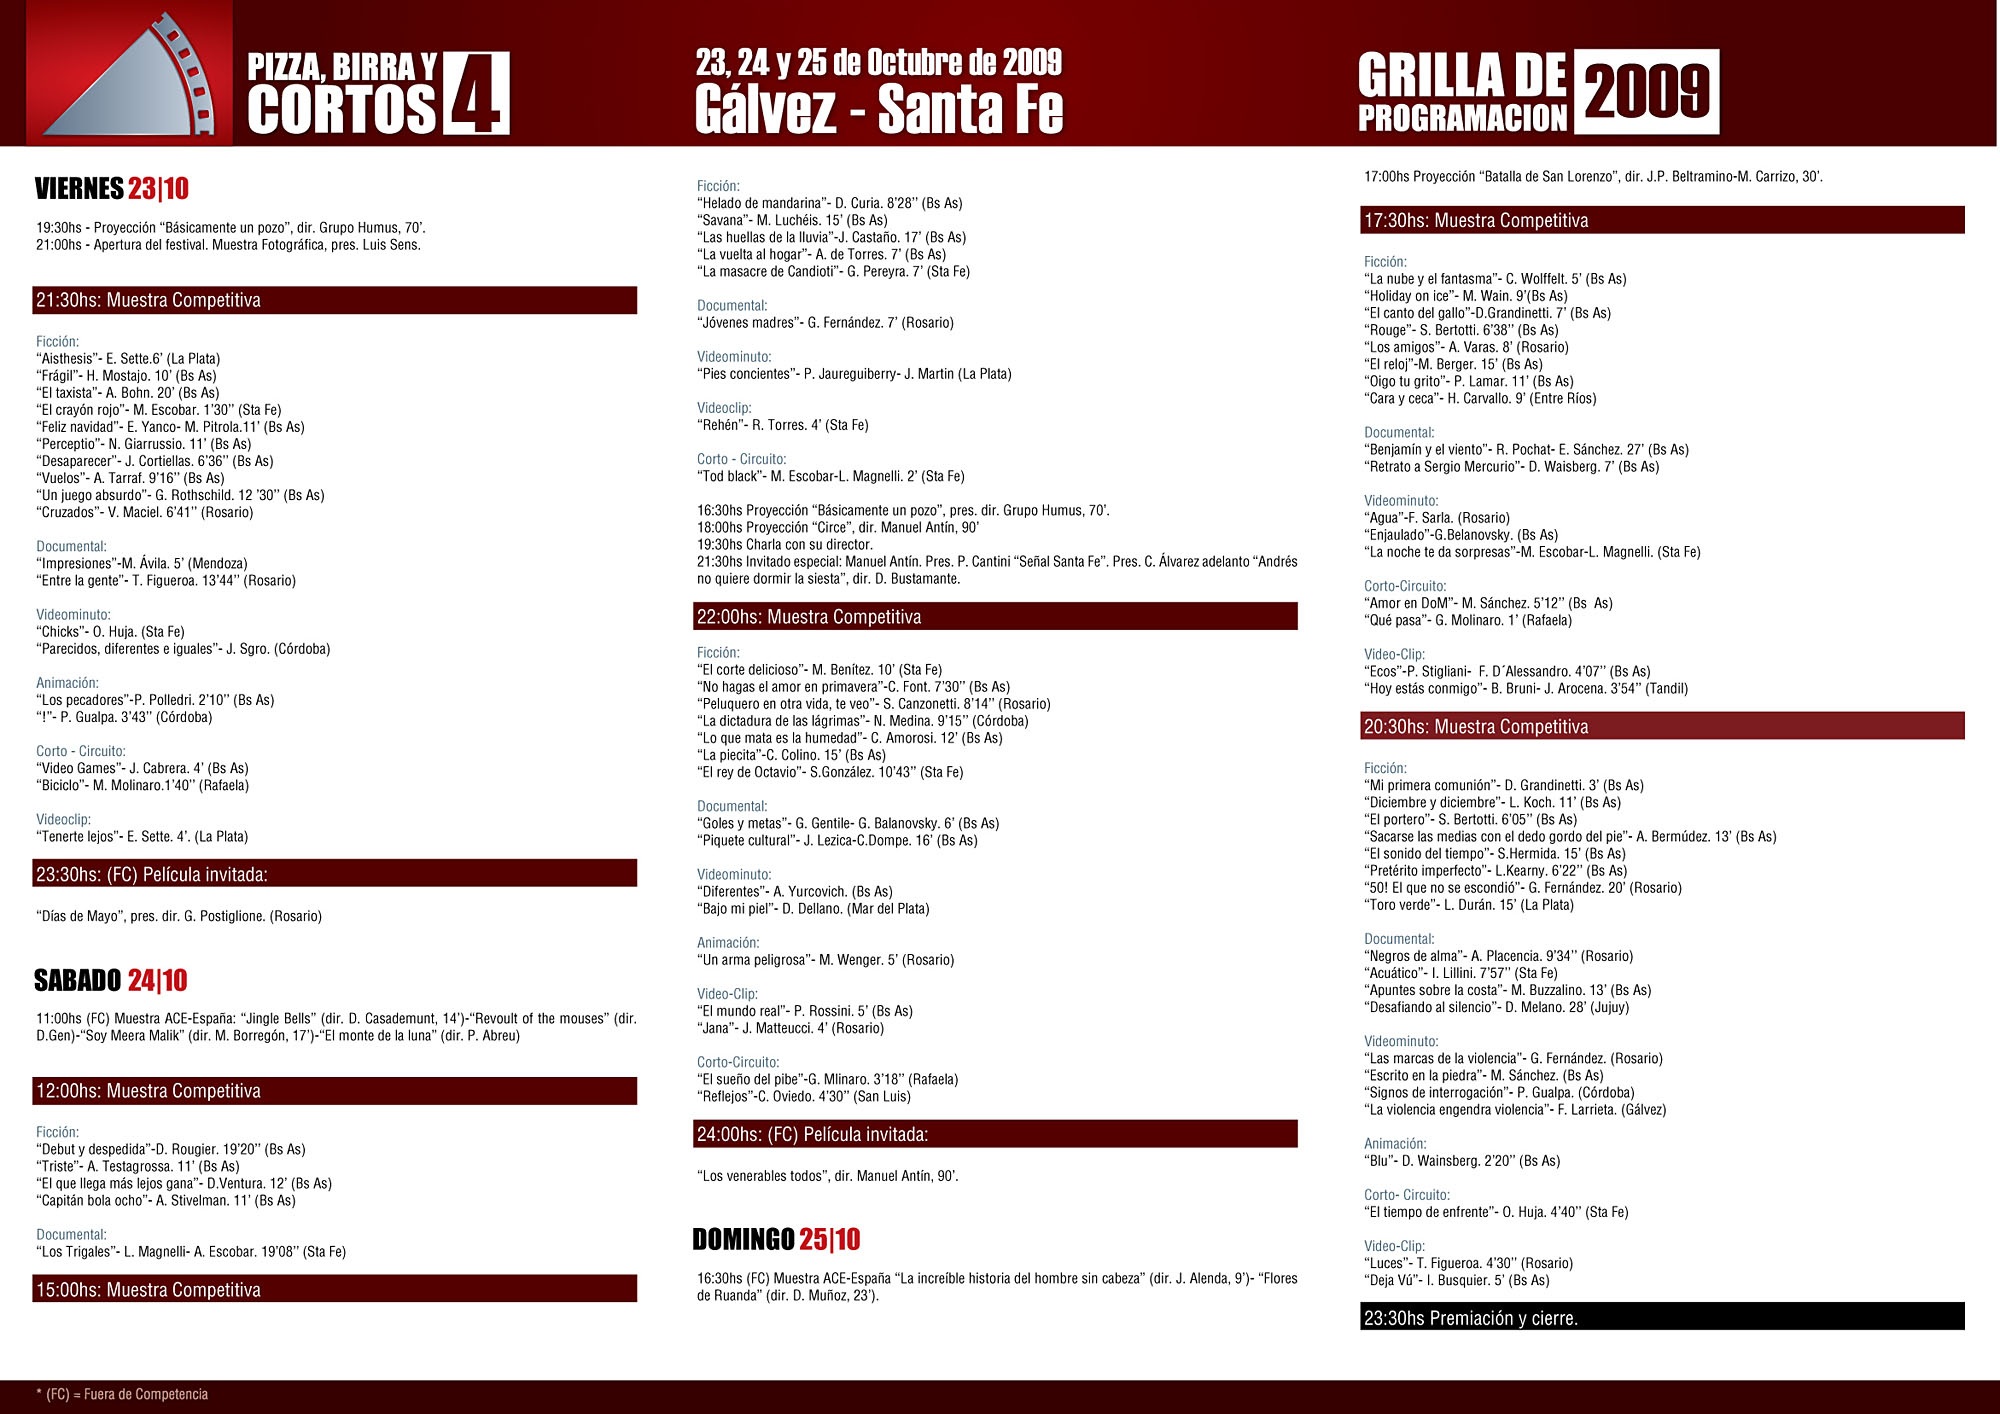 PIZZA, BIRRA Y
CORTOS 4
23, 24 y 25 de Octubre de 2009
Gálvez - Santa Fe
GRILLA DE
PROGRAMACION 2009
VIERNES 23|10
19:30hs - Proyección “Básicamente un pozo”, dir. Grupo Humus, 70’.
21:00hs - Apertura del festival. Muestra Fotográfica, pres. Luis Sens.
21:30hs: Muestra Competitiva
Ficción:
“Aisthesis”- E. Sette.6’ (La Plata)
“Frágil”- H. Mostajo. 10’ (Bs As)
“El taxista”- A. Bohn. 20’ (Bs As)
“El crayón rojo”- M. Escobar. 1’30’’ (Sta Fe)
“Feliz navidad”- E. Yanco- M. Pitrola.11’ (Bs As)
“Perceptio”- N. Giarrussio. 11’ (Bs As)
“Desaparecer”- J. Cortiellas. 6’36’’ (Bs As)
“Vuelos”- A. Tarraf. 9’16’’ (Bs As)
“Un juego absurdo”- G. Rothschild. 12 ’30’’ (Bs As)
“Cruzados”- V. Maciel. 6’41’’ (Rosario)
Documental:
“Impresiones”-M. Ávila. 5’ (Mendoza)
“Entre la gente”- T. Figueroa. 13’44’’ (Rosario)
Videominuto:
“Chicks”- O. Huja. (Sta Fe)
“Parecidos, diferentes e iguales”- J. Sgro. (Córdoba)
Animación:
“Los pecadores”-P. Polledri. 2’10’’ (Bs As)
“!”- P. Gualpa. 3’43’’ (Córdoba)
Corto - Circuito:
“Video Games”- J. Cabrera. 4’ (Bs As)
“Biciclo”- M. Molinaro.1’40’’ (Rafaela)
Videoclip:
“Tenerte lejos”- E. Sette. 4’. (La Plata)
23:30hs: (FC) Película invitada:
“Días de Mayo”, pres. dir. G. Postiglione. (Rosario)
SABADO 24|10
11:00hs (FC) Muestra ACE-España: “Jingle Bells” (dir. D. Casademunt, 14’)-“Revoult of the mouses” (dir.
D.Gen)-“Soy Meera Malik” (dir. M. Borregón, 17’)-“El monte de la luna” (dir. P. Abreu)
12:00hs: Muestra Competitiva
Ficción:
“Debut y despedida”-D. Rougier. 19’20’’ (Bs As)
“Triste”- A. Testagrossa. 11’ (Bs As)
“El que llega más lejos gana”- D.Ventura. 12’ (Bs As)
“Capitán bola ocho”- A. Stivelman. 11’ (Bs As)
Documental:
“Los Trigales”- L. Magnelli- A. Escobar. 19’08’’ (Sta Fe)
15:00hs: Muestra Competitiva
Ficción:
“Helado de mandarina”- D. Curia. 8’28’’ (Bs As)
“Savana”- M. Luchéis. 15’ (Bs As)
“Las huellas de la lluvia”-J. Castaño. 17’ (Bs As)
“La vuelta al hogar”- A. de Torres. 7’ (Bs As)
“La masacre de Candioti”- G. Pereyra. 7’ (Sta Fe)
Documental:
“Jóvenes madres”- G. Fernández. 7’ (Rosario)
Videominuto:
“Pies concientes”- P. Jaureguiberry- J. Martin (La Plata)
Videoclip:
“Rehén”- R. Torres. 4’ (Sta Fe)
Corto - Circuito:
“Tod black”- M. Escobar-L. Magnelli. 2’ (Sta Fe)
16:30hs Proyección “Básicamente un pozo”, pres. dir. Grupo Humus, 70’.
18:00hs Proyección “Circe”, dir. Manuel Antín, 90’
19:30hs Charla con su director.
21:30hs Invitado especial: Manuel Antín. Pres. P. Cantini “Señal Santa Fe”. Pres. C. Álvarez adelanto “Andrés
no quiere dormir la siesta”, dir. D. Bustamante.
22:00hs: Muestra Competitiva
Ficción:
“El corte delicioso”- M. Benítez. 10’ (Sta Fe)
“No hagas el amor en primavera”-C. Font. 7’30’’ (Bs As)
“Peluquero en otra vida, te veo”- S. Canzonetti. 8’14’’ (Rosario)
“La dictadura de las lágrimas”- N. Medina. 9’15’’ (Córdoba)
“Lo que mata es la humedad”- C. Amorosi. 12’ (Bs As)
“La piecita”-C. Colino. 15’ (Bs As)
“El rey de Octavio”- S.González. 10’43’’ (Sta Fe)
Documental:
“Goles y metas”- G. Gentile- G. Balanovsky. 6’ (Bs As)
“Piquete cultural”- J. Lezica-C.Dompe. 16’ (Bs As)
Videominuto:
“Diferentes”- A. Yurcovich. (Bs As)
“Bajo mi piel”- D. Dellano. (Mar del Plata)
Animación:
“Un arma peligrosa”- M. Wenger. 5’ (Rosario)
Video-Clip:
“El mundo real”- P. Rossini. 5’ (Bs As)
“Jana”- J. Matteucci. 4’ (Rosario)
Corto-Circuito:
“El sueño del pibe”-G. Mlinaro. 3’18’’ (Rafaela)
“Reflejos”-C. Oviedo. 4’30’’ (San Luis)
24:00hs: (FC) Película invitada:
“Los venerables todos”, dir. Manuel Antín, 90’.
DOMINGO 25|10
16:30hs (FC) Muestra ACE-España “La increíble historia del hombre sin cabeza” (dir. J. Alenda, 9’)- “Flores
de Ruanda” (dir. D. Muñoz, 23’).
17:00hs Proyección “Batalla de San Lorenzo”, dir. J.P. Beltramino-M. Carrizo, 30’.
17:30hs: Muestra Competitiva
Ficción:
“La nube y el fantasma”- C. Wolffelt. 5’ (Bs As)
“Holiday on ice”- M. Wain. 9’(Bs As)
“El canto del gallo”-D.Grandinetti. 7’ (Bs As)
“Rouge”- S. Bertotti. 6’38’’ (Bs As)
“Los amigos”- A. Varas. 8’ (Rosario)
“El reloj”-M. Berger. 15’ (Bs As)
“Oigo tu grito”- P. Lamar. 11’ (Bs As)
“Cara y ceca”- H. Carvallo. 9’ (Entre Ríos)
Documental:
“Benjamín y el viento”- R. Pochat- E. Sánchez. 27’ (Bs As)
“Retrato a Sergio Mercurio”- D. Waisberg. 7’ (Bs As)
Videominuto:
“Agua”-F. Sarla. (Rosario)
“Enjaulado”-G.Belanovsky. (Bs As)
“La noche te da sorpresas”-M. Escobar-L. Magnelli. (Sta Fe)
Corto-Circuito:
“Amor en DoM”- M. Sánchez. 5’12’’ (Bs  As)
“Qué pasa”- G. Molinaro. 1’ (Rafaela)
Video-Clip:
“Ecos”-P. Stigliani-  F. D´Alessandro. 4’07’’ (Bs As)
“Hoy estás conmigo”- B. Bruni- J. Arocena. 3’54’’ (Tandil)
20:30hs: Muestra Competitiva
Ficción:
“Mi primera comunión”- D. Grandinetti. 3’ (Bs As)
“Diciembre y diciembre”- L. Koch. 11’ (Bs As)
“El portero”- S. Bertotti. 6’05’’ (Bs As)
“Sacarse las medias con el dedo gordo del pie”- A. Bermúdez. 13’ (Bs As)
“El sonido del tiempo”- S.Hermida. 15’ (Bs As)
“Pretérito imperfecto”- L.Kearny. 6’22’’ (Bs As)
“50! El que no se escondió”- G. Fernández. 20’ (Rosario)
“Toro verde”- L. Durán. 15’ (La Plata)
Documental:
“Negros de alma”- A. Placencia. 9’34’’ (Rosario)
“Acuático”- I. Lillini. 7’57’’ (Sta Fe)
“Apuntes sobre la costa”- M. Buzzalino. 13’ (Bs As)
“Desafiando al silencio”- D. Melano. 28’ (Jujuy)
Videominuto:
“Las marcas de la violencia”- G. Fernández. (Rosario)
“Escrito en la piedra”- M. Sánchez. (Bs As)
“Signos de interrogación”- P. Gualpa. (Córdoba)
“La violencia engendra violencia”- F. Larrieta. (Gálvez)
Animación:
“Blu”- D. Wainsberg. 2’20’’ (Bs As)
Corto- Circuito:
“El tiempo de enfrente”- O. Huja. 4’40’’ (Sta Fe)
Video-Clip:
“Luces”- T. Figueroa. 4’30’’ (Rosario)
“Deja Vú”- I. Busquier. 5’ (Bs As)
23:30hs Premiación y cierre.
* (FC) = Fuera de Competencia